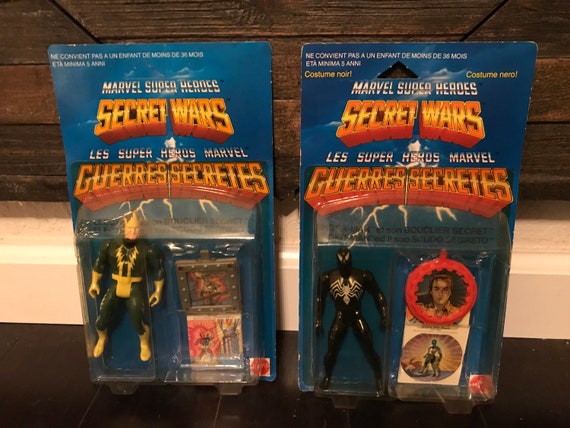 NE CONVIENT PAS A UN ENFANT DE MOINS DE 36 MOIS
ETÀ MINIMA 5 ANNI
MARVEL SUPER HEROES
SECRET WARS
LES SUPER HEROS MARVEL
GUERRES SECRETES
BOUCLIER SECRET
NE CONVIENT PAS A UN ENFANT DE MOINS DE 36 MOIS
ETÀ MINIMA 5 ANNI
Costume noir!
Costume nero!
MARVEL SUPER HEROES
SECRET WARS
LES SUPER HEROS MARVEL
GUERRES SECRETES
BOUCLIER SECRET
SCUDO SEGRETO